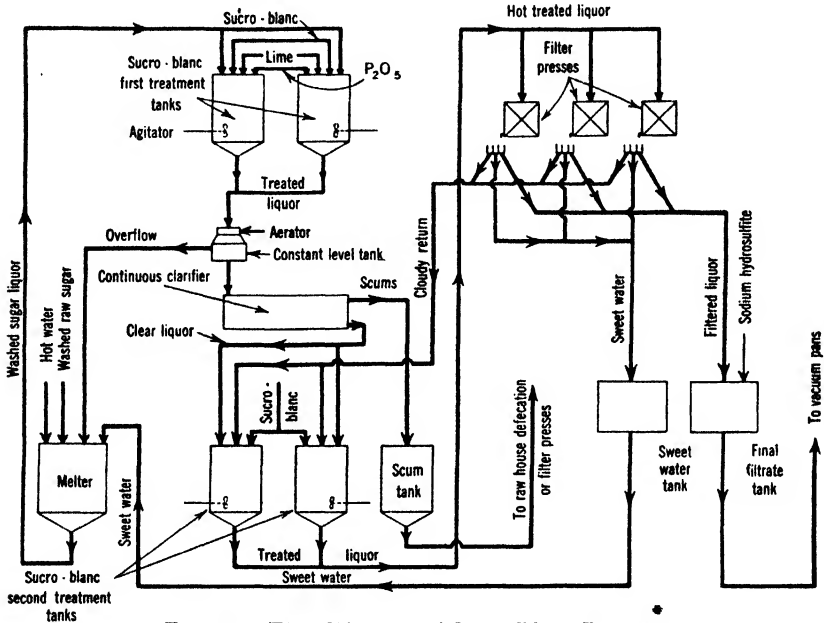 Sucro - blanc
Hot treated liquor
Lime
P₂O₅
Sucro - blanc
first treatment
tanks
Filter
presses
Agitator
Treated
liquor
Overflow
Aerator
Constant level tank
Continuous clarifier
Scums
Clear liquor
Washed sugar liquor
Hot water
Washed raw sugar
Cloudy return
Sweet water
Filtered liquor
Sodium hydrosulfite
To vacuum pans
Sucro -
blanc
Melter
Sweet water
Scum
tank
To raw house defecation
or filter presses
Sweet
water
tank
Final
filtrate
tank
Treated liquor
Sweet water
Sucro - blanc
second treatment
tanks